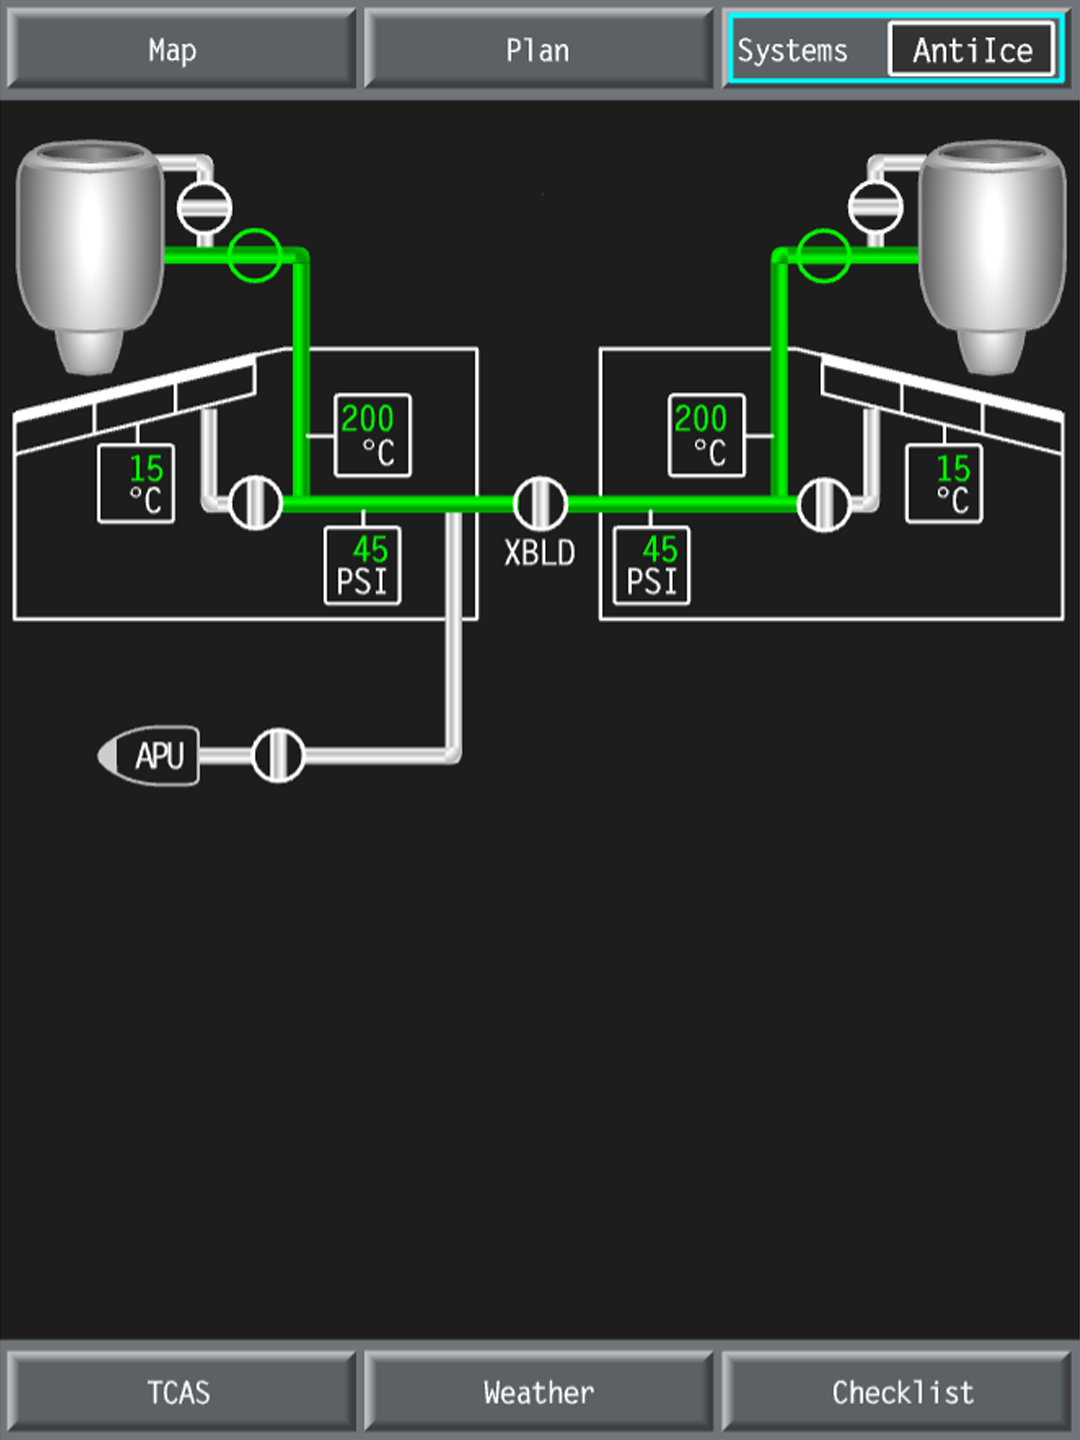 Map
Plan
Systems
AntiIce
200
°C
200
°C
15
°C
15
°C
45
PSI
XBLD
45
PSI
APU
TCAS
Weather
Checklist